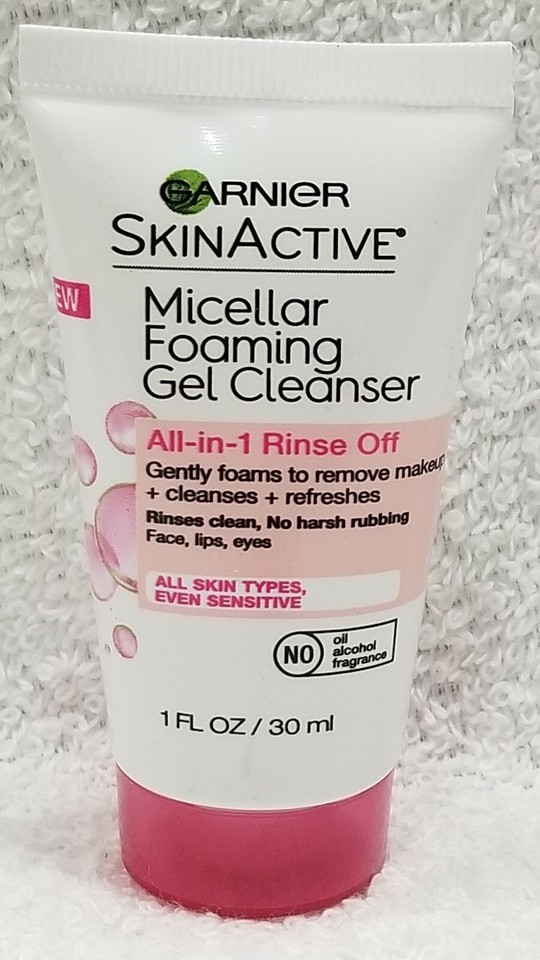 GARNIER
SKINACTIVE®
EW
Micellar
Foaming
Gel Cleanser
All-in-1 Rinse Off
Gently foams to remove makeup
+ cleanses + refreshes
Rinses clean, No harsh rubbing
Face, lips, eyes
ALL SKIN TYPES,
EVEN SENSITIVE
NO
oil
alcohol
fragrance
1 FL OZ / 30 ml